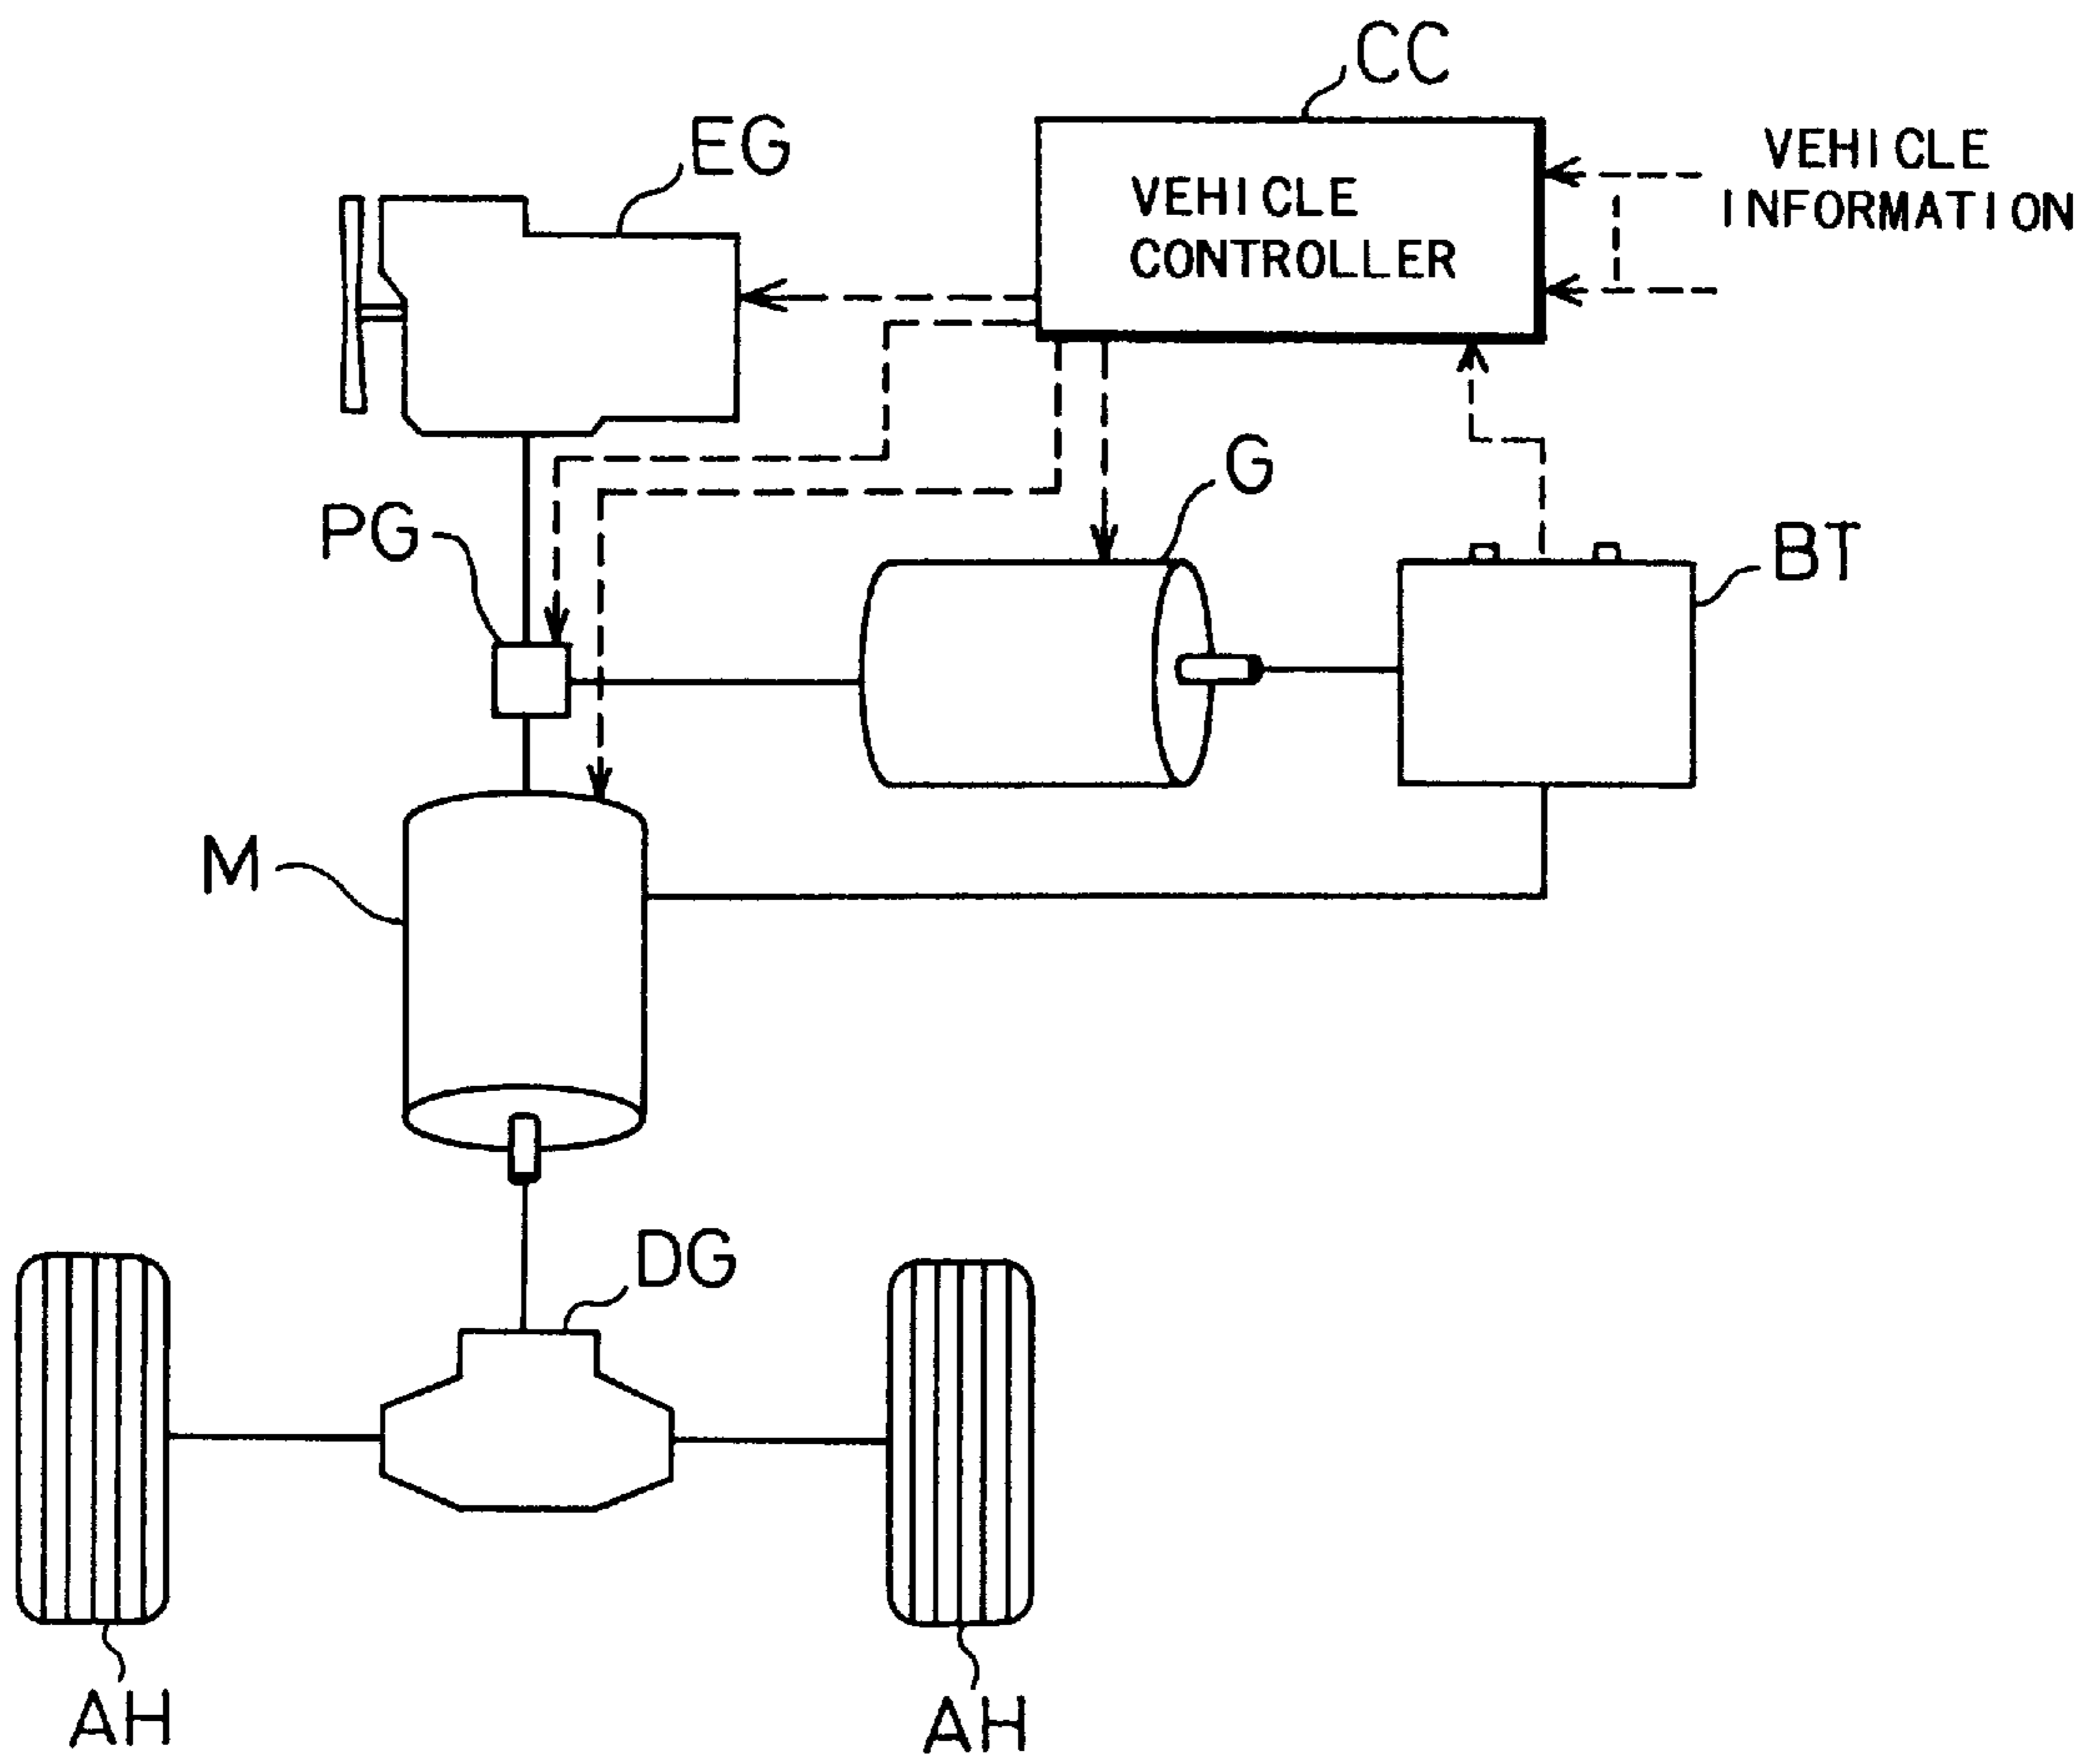 CC
EG
VEHICLE
INFORMATION
VEHICLE
CONTROLLER
G
PG
BT
M
DG
AH
AH